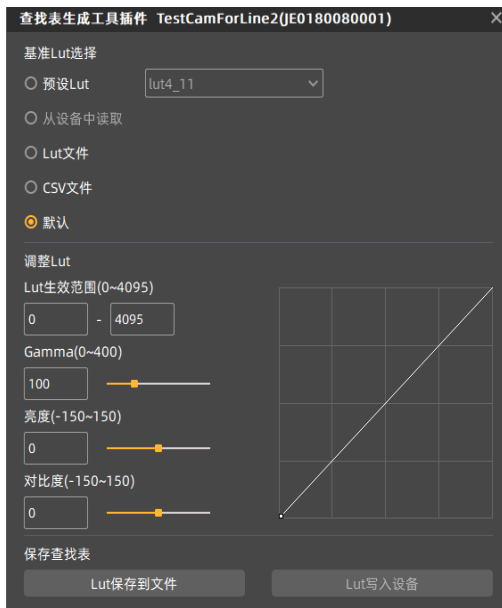 查找表生成工具插件 TestCamForLine2(JE0180080001)
基准Lut选择
预设Lut lut4_11
从设备中读取
Lut文件
CSV文件
默认
调整Lut
Lut生效范围(0~4095)
0 - 4095
Gamma(0~400)
100
亮度(-150~150)
0
对比度(-150~150)
0
保存查找表
Lut保存到文件 Lut写入设备